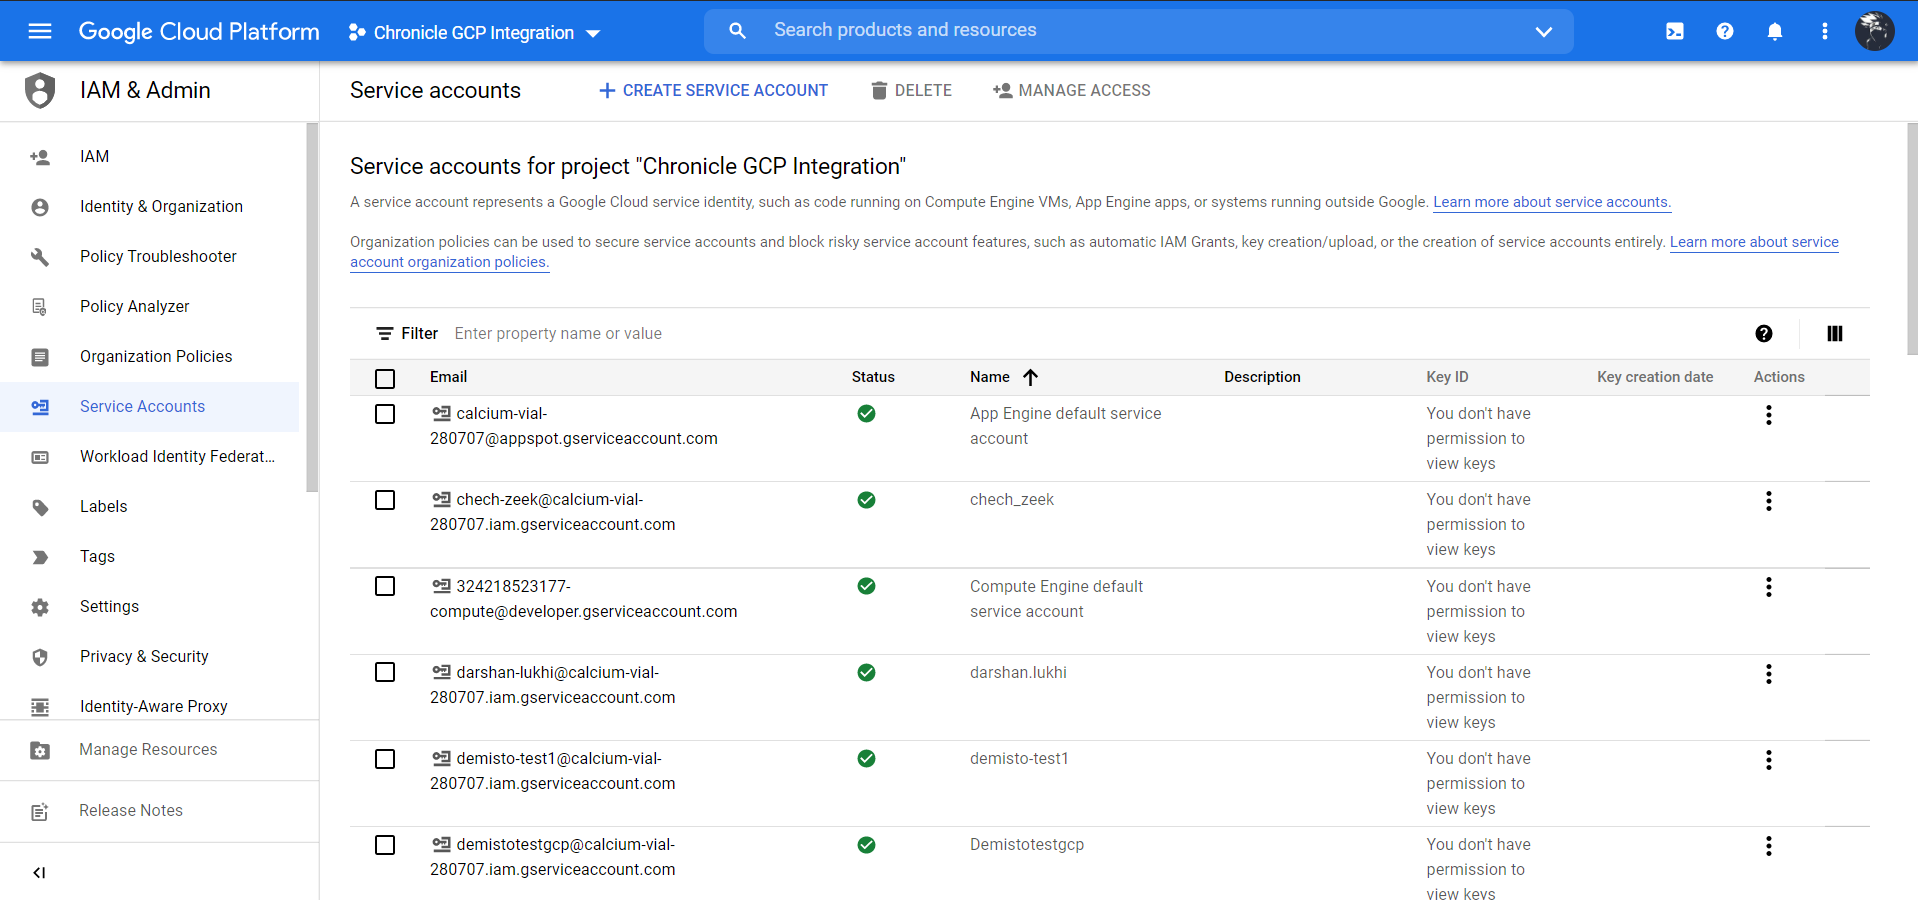 Google Cloud Platform
Chronicle GCP Integration
Search products and resources
IAM & Admin
IAM
Identity & Organization
Policy Troubleshooter
Policy Analyzer
Organization Policies
Service Accounts
Workload Identity Federat...
Labels
Tags
Settings
Privacy & Security
Identity-Aware Proxy
Manage Resources
Release Notes
Service accounts
CREATE SERVICE ACCOUNT
DELETE
MANAGE ACCESS
Service accounts for project "Chronicle GCP Integration"
A service account represents a Google Cloud service identity, such as code running on Compute Engine VMs, App Engine apps, or systems running outside Google. Learn more about service accounts.
Organization policies can be used to secure service accounts and block risky service account features, such as automatic IAM Grants, key creation/upload, or the creation of service accounts entirely. Learn more about service
account organization policies.
Filter Enter property name or value
Email Status Name Description Key ID Key creation date Actions
calcium-vial-
280707@appspot.gserviceaccount.com
App Engine default service
account
You don't have
permission to
view keys
chech-zeek@calcium-vial-
280707.iam.gserviceaccount.com
chech_zeek
You don't have
permission to
view keys
324218523177-
compute@developer.gserviceaccount.com
Compute Engine default
service account
You don't have
permission to
view keys
darshan-lukhi@calcium-vial-
280707.iam.gserviceaccount.com
darshan.lukhi
You don't have
permission to
view keys
demisto-test1@calcium-vial-
280707.iam.gserviceaccount.com
demisto-test1
You don't have
permission to
view keys
demistotestgcp@calcium-vial-
280707.iam.gserviceaccount.com
Demistotestgcp
You don't have
permission to
view keys